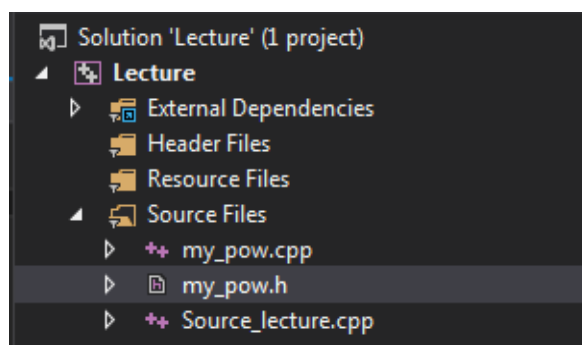 Solution 'Lecture' (1 project)
Lecture
External Dependencies
Header Files
Resource Files
Source Files
my_pow.cpp
my_pow.h
Source_lecture.cpp